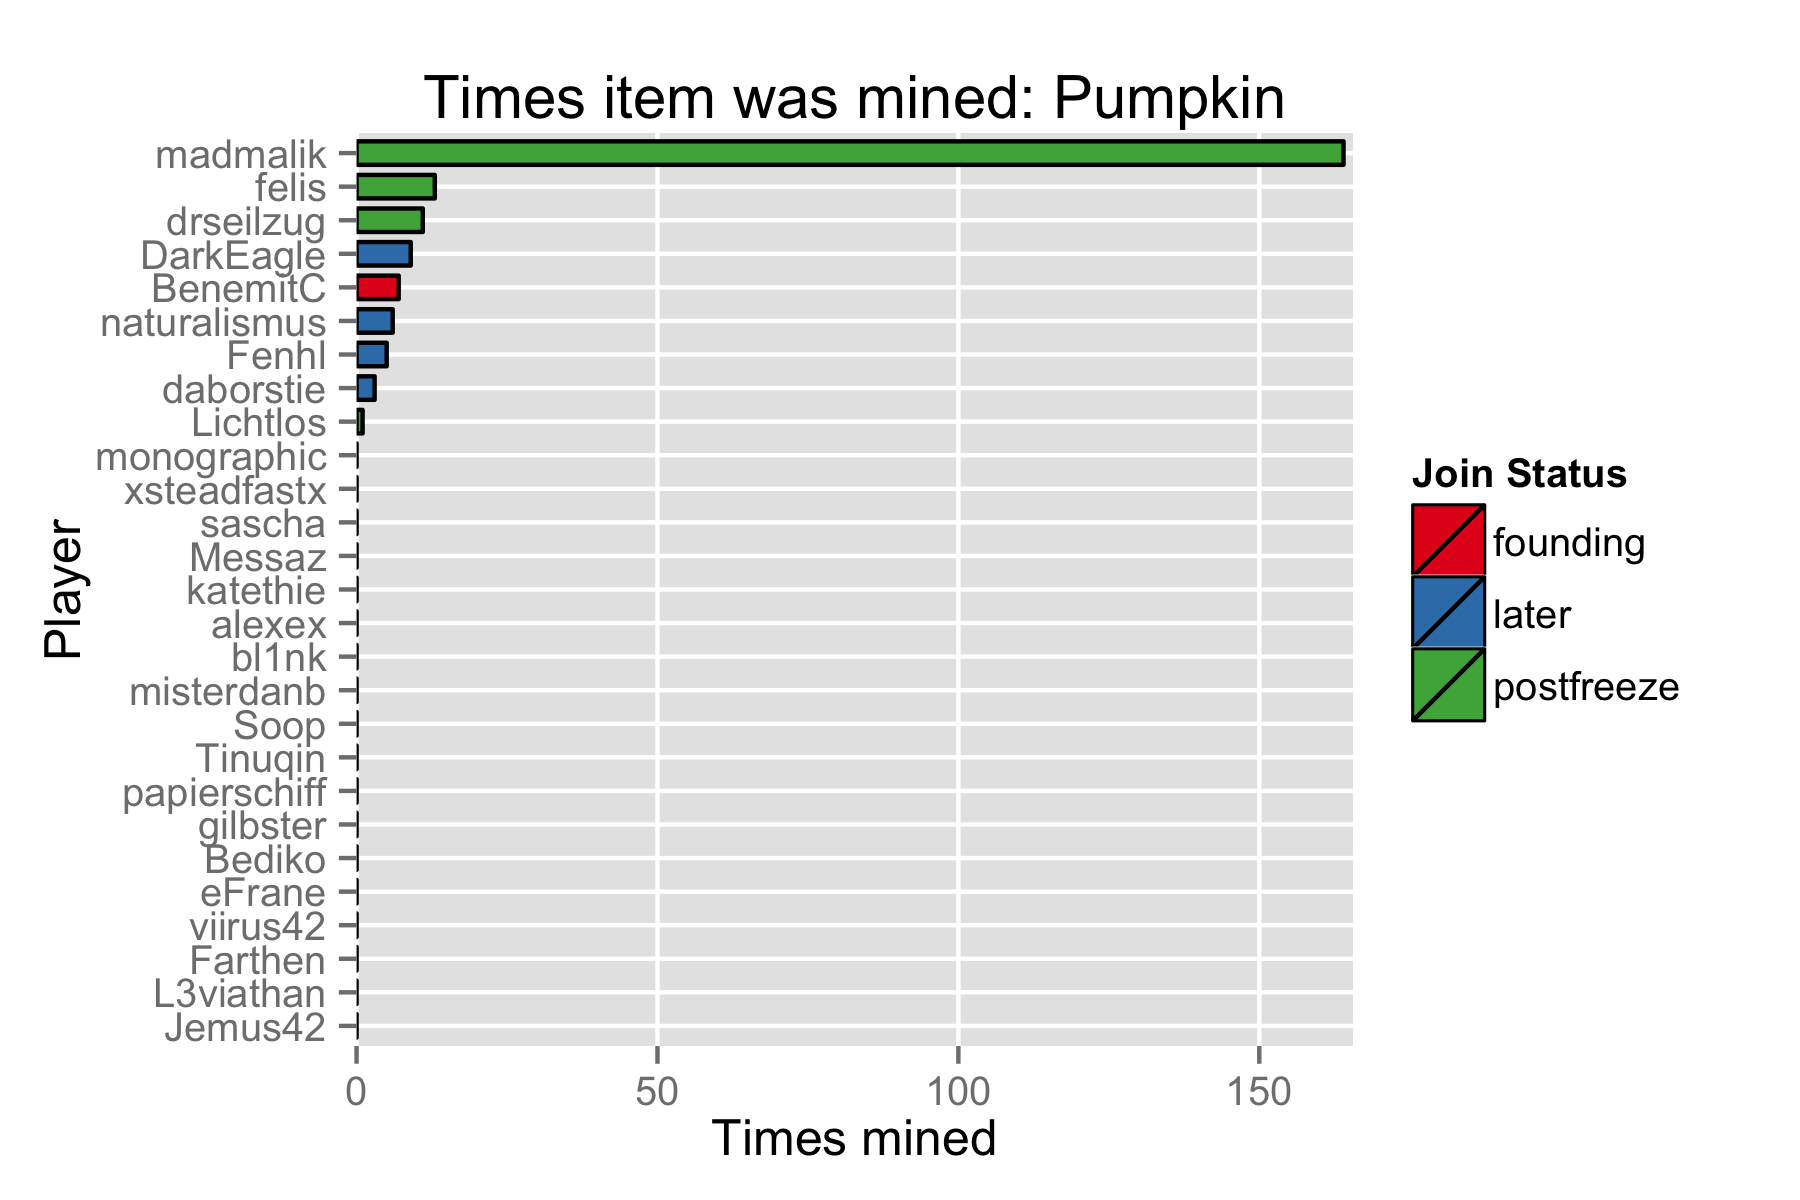 Times item was mined: Pumpkin
madmalik
felis
drseilzug
DarkEagle
BenemitC
naturalismus
Fenhl
daborstie
Lichtlos
monographic
xsteadfastx
sascha
Messaz
katethie
alexex
bl1nk
misterdanb
Soop
Tinuqin
papierschiff
gilbster
Bediko
eFrane
viirus42
Farthen
L3viathan
Jemus42
Player
0 50 100 150
Times mined
Join Status
founding
later
postfreeze